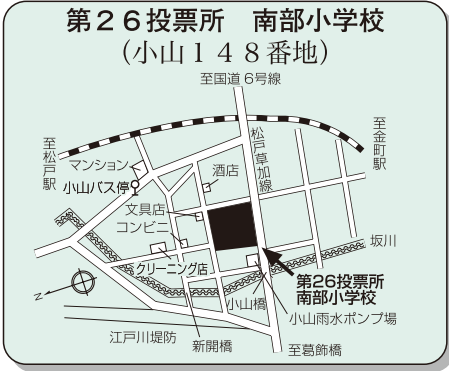 第２６投票所　南部小学校
（小山１４８番地）
至国道６号線
至松戸駅
マンション
小山バス停
酒店
松戸草加線
至金町駅
文具店
コンビニ
クリーニング店
坂川
第26投票所
南部小学校
小山橋
小山雨水ポンプ場
N
江戸川堤防
新開橋
至葛飾橋